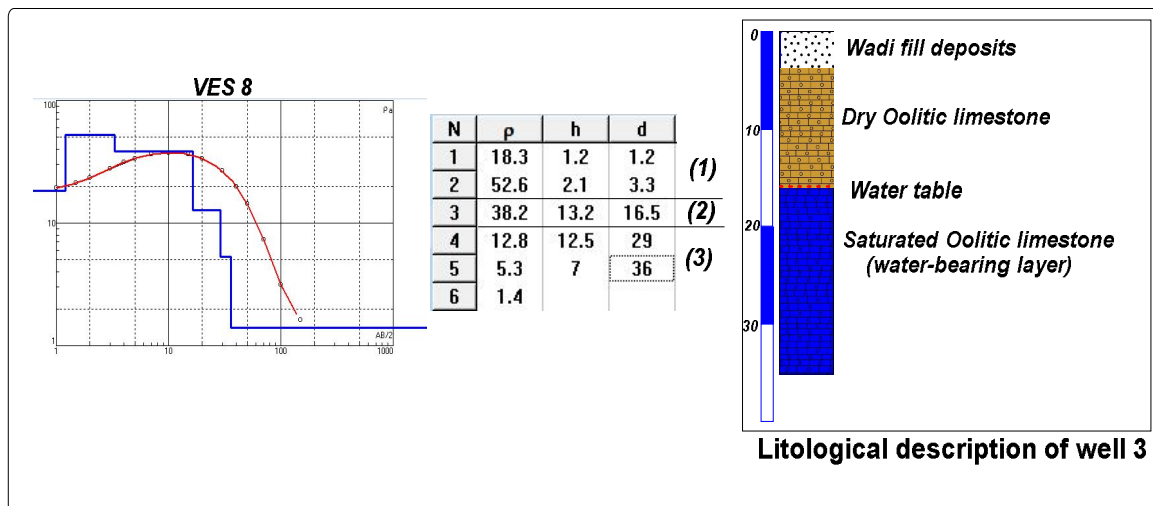 VES 8
100
ρa
10
1
AB/2
1 10 100 1000
N ρ h d
1 18.3 1.2 1.2
2 52.6 2.1 3.3
3 38.2 13.2 16.5
4 12.8 12.5 29
5 5.3 7 36
6 1.4
(1)
(2)
(3)
0
10
20
30
Wadi fill deposits
Dry Oolitic limestone
Water table
Saturated Oolitic limestone
(water-bearing layer)
Litological description of well 3